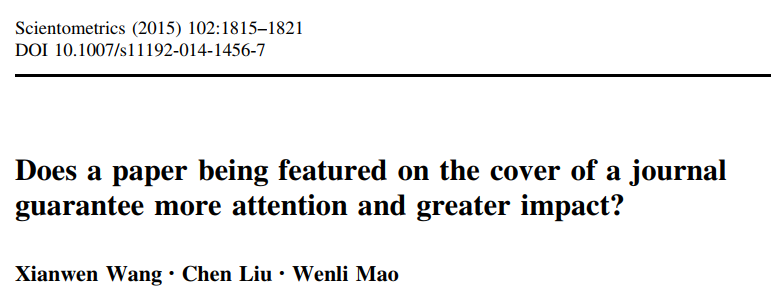 Scientometrics (2015) 102:1815–1821
DOI 10.1007/s11192-014-1456-7
Does a paper being featured on the cover of a journal
guarantee more attention and greater impact?
Xianwen Wang · Chen Liu · Wenli Mao